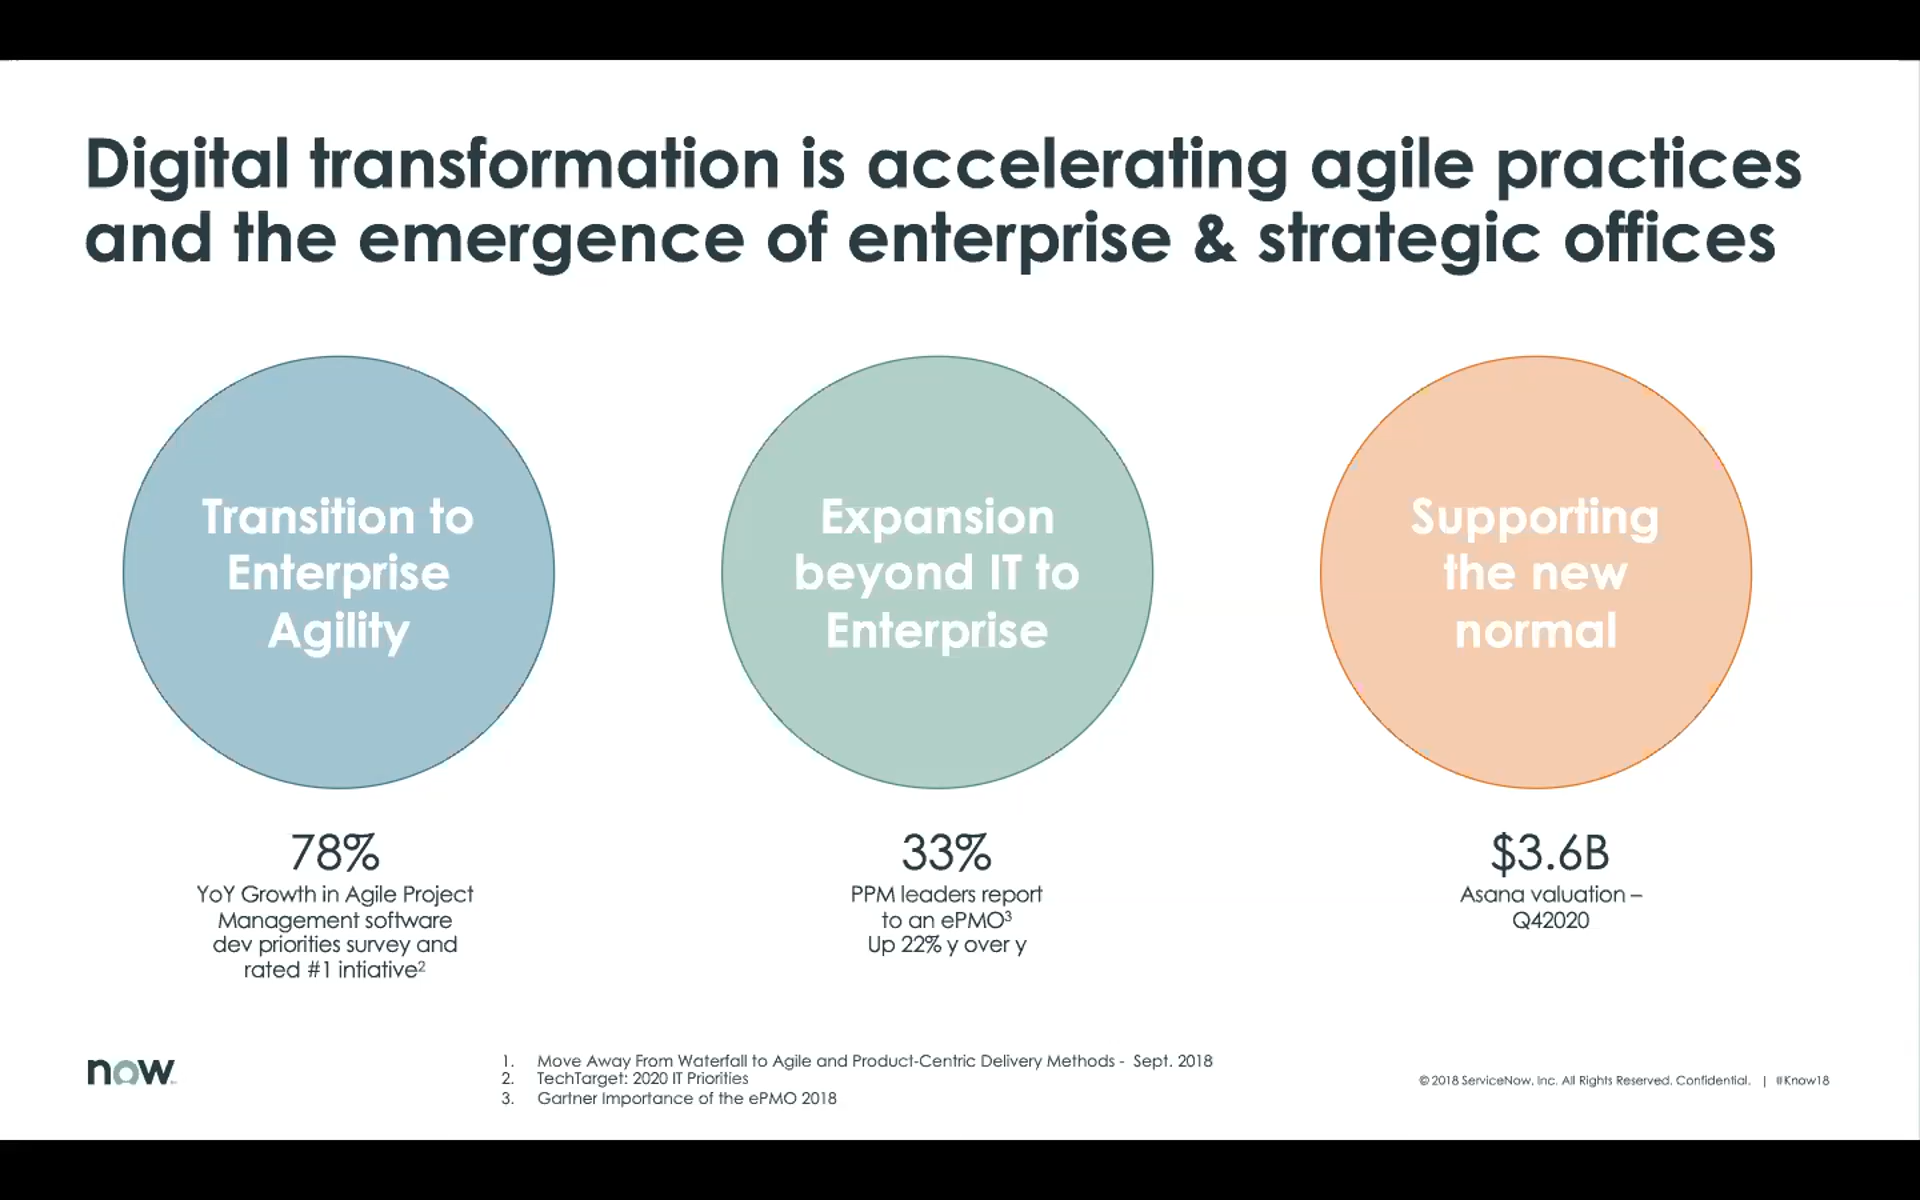 Digital transformation is accelerating agile practices
and the emergence of enterprise & strategic offices
Transition to
Enterprise
Agility
78%
YoY Growth in Agile Project
Management software
dev priorities survey and
rated #1 intiative²
Expansion
beyond IT to
Enterprise
33%
PPM leaders report
to an ePMO³
Up 22% y over y
Supporting
the new
normal
$3.6B
Asana valuation –
Q42020
now
1. Move Away From Waterfall to Agile and Product-Centric Delivery Methods - Sept. 2018
2. TechTarget: 2020 IT Priorities
3. Gartner Importance of the ePMO 2018
© 2018 ServiceNow, Inc. All Rights Reserved. Confidential. | #Know18